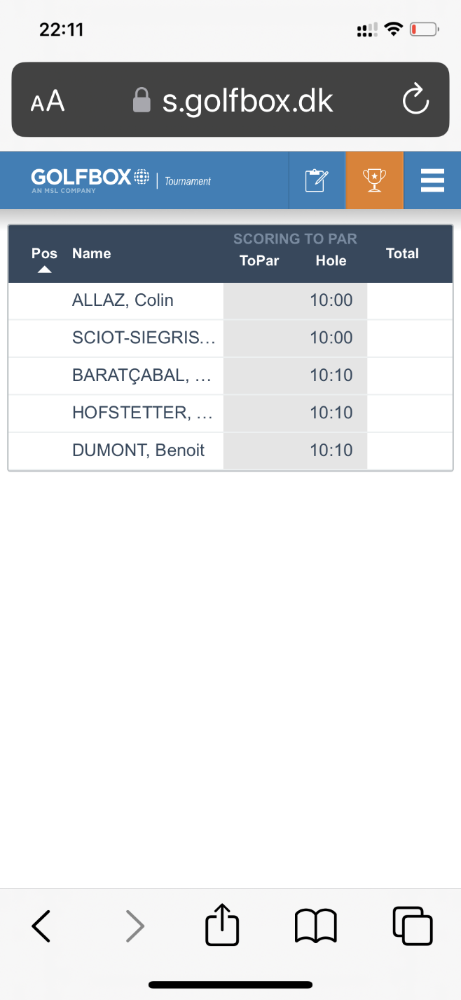 22:11
AA s.golfbox.dk
GOLFBOX | Tournament
AN MSL COMPANY
SCORING TO PAR
Pos Name ToPar Hole Total
ALLAZ, Colin 10:00
SCIOT-SIEGRIS... 10:00
BARATÇABAL, ... 10:10
HOFSTETTER, ... 10:10
DUMONT, Benoit 10:10